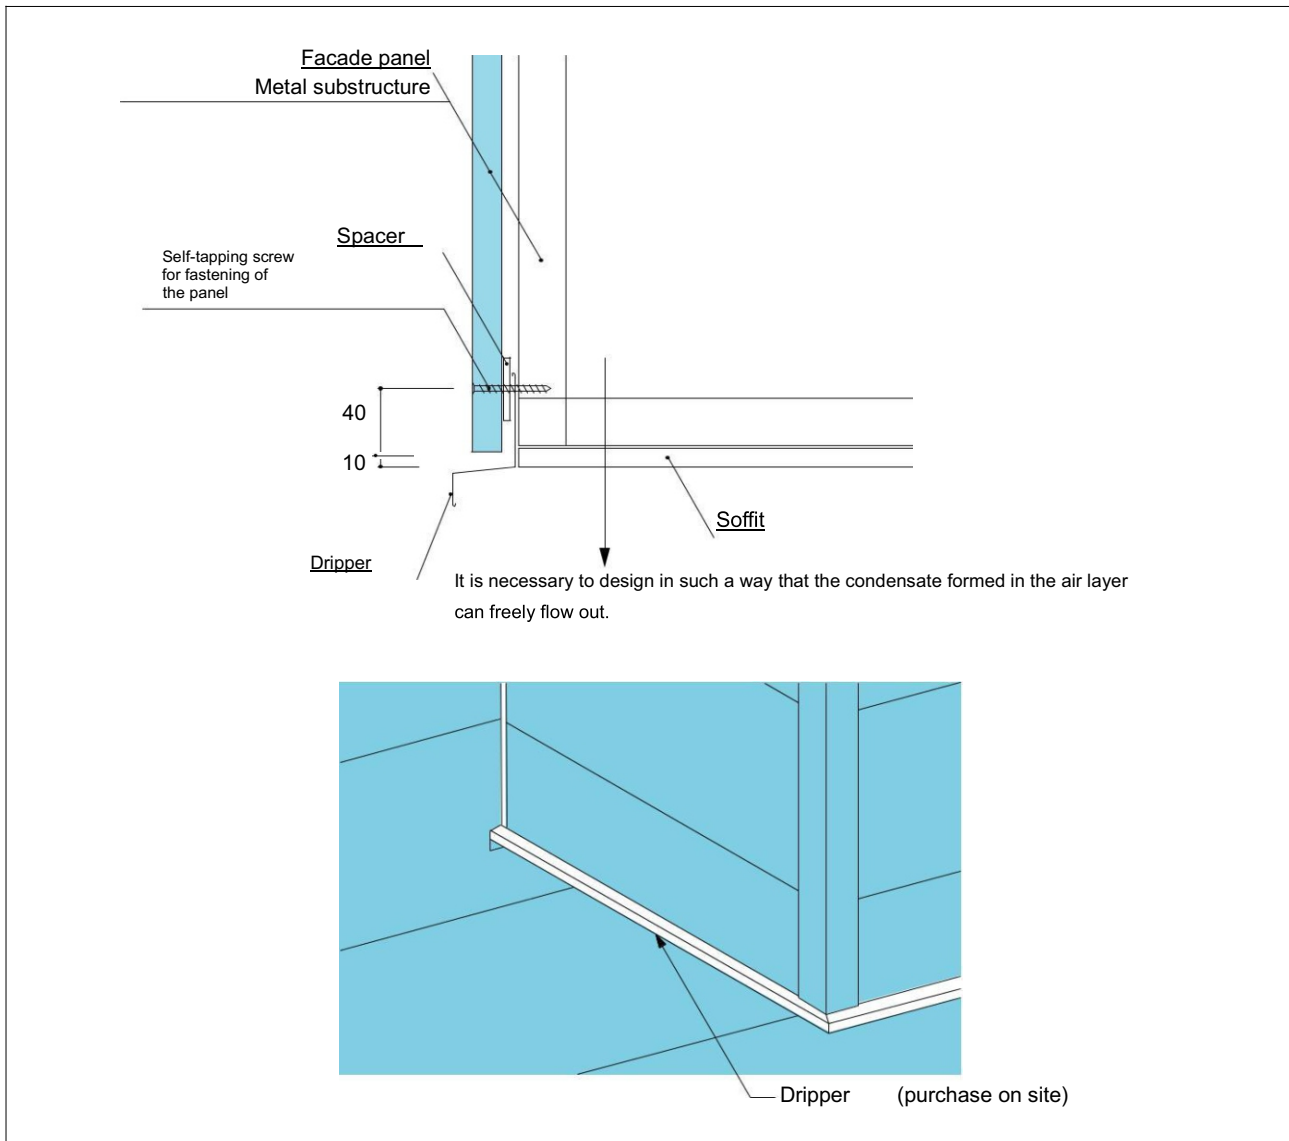 Facade panel
Metal substructure
Spacer
Self-tapping screw
for fastening of
the panel
40
10
Soffit
Dripper
It is necessary to design in such a way that the condensate formed in the air layer
can freely flow out.
Dripper (purchase on site)